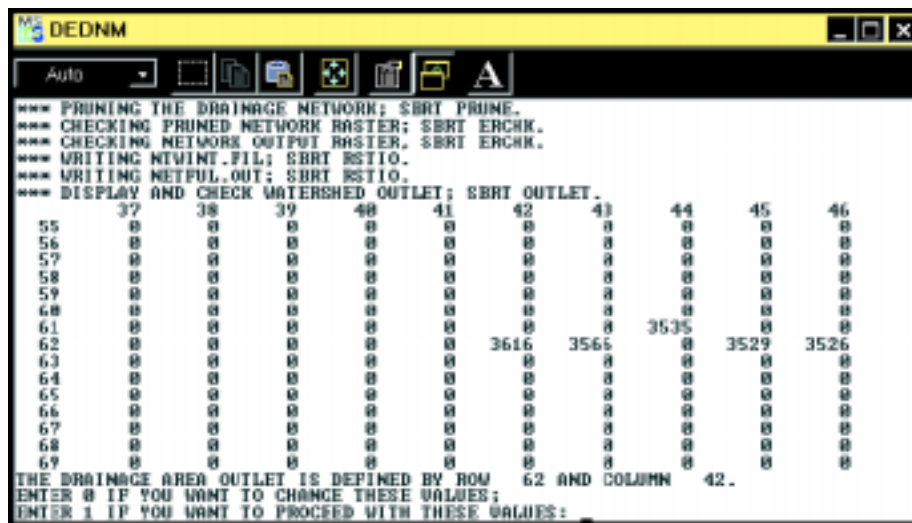 MS DEDNM
Auto A
*** PRUNING THE DRAINAGE NETWORK; SBRT PRUNE.
*** CHECKING PRUNED NETWORK RASTER; SBRT ERCHK.
*** CHECKING NETWORK OUTPUT RASTER, SBRT ERCHK.
*** WRITING NTWINT.FIL; SBRT RSTIO.
*** WRITING NETFUL.OUT; SBRT RSTIO.
*** DISPLAY AND CHECK WATERSHED OUTLET; SBRT OUTLET.
37 38 39 40 41 42 43 44 45 46
55 0 0 0 0 0 0 0 0 0 0
56 0 0 0 0 0 0 0 0 0 0
57 0 0 0 0 0 0 0 0 0 0
58 0 0 0 0 0 0 0 0 0 0
59 0 0 0 0 0 0 0 0 0 0
60 0 0 0 0 0 0 0 0 0 0
61 0 0 0 0 0 0 0 3535 0 0
62 0 0 0 0 0 3616 3566 0 3529 3526
63 0 0 0 0 0 0 0 0 0 0
64 0 0 0 0 0 0 0 0 0 0
65 0 0 0 0 0 0 0 0 0 0
66 0 0 0 0 0 0 0 0 0 0
67 0 0 0 0 0 0 0 0 0 0
68 0 0 0 0 0 0 0 0 0 0
69 0 0 0 0 0 0 0 0 0 0
THE DRAINAGE AREA OUTLET IS DEFINED BY ROW 62 AND COLUMN 42.
ENTER 0 IF YOU WANT TO CHANGE THESE VALUES;
ENTER 1 IF YOU WANT TO PROCEED WITH THESE VALUES: _